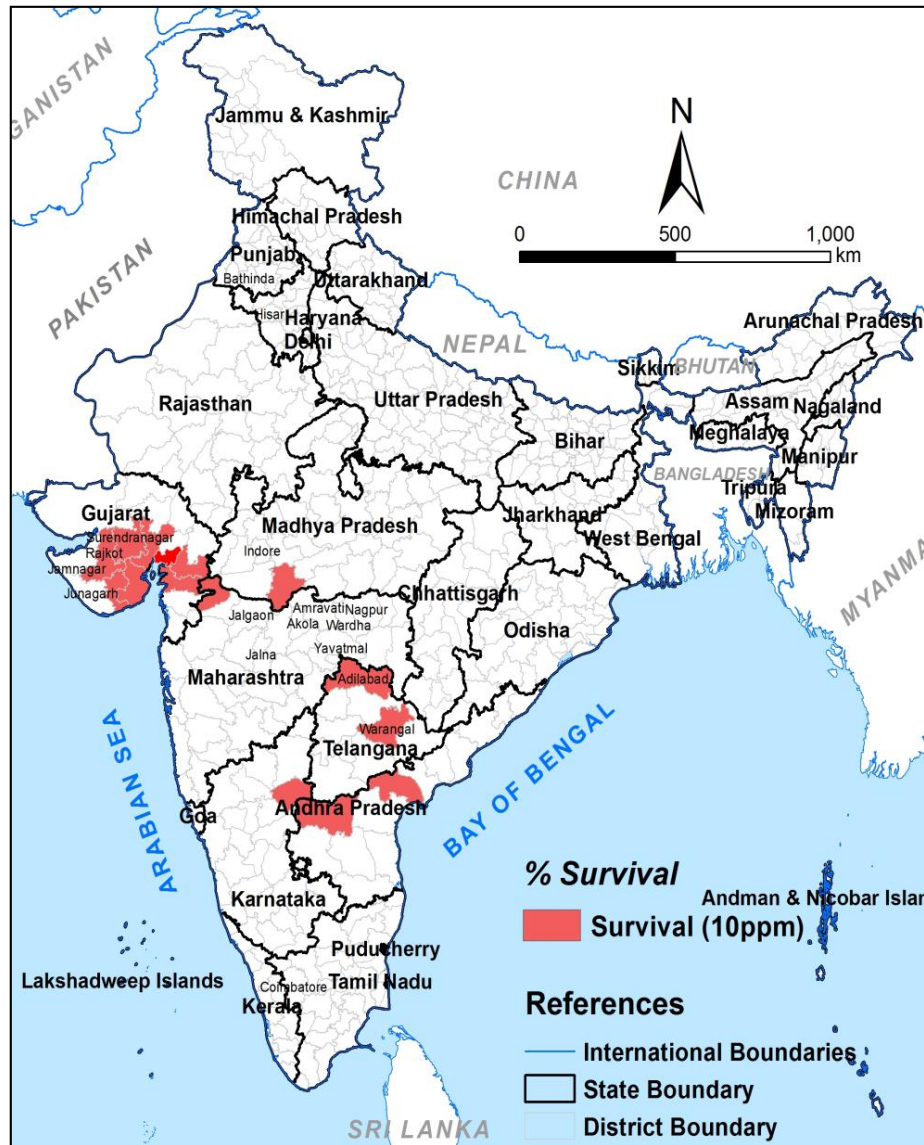 GANISTAN
Jammu & Kashmir
N
CHINA
Himachal Pradesh
0 500 1,000
km
Punjab
Bathinda
Uttarakhand
PAKISTAN
Hisar
Haryana
Delhi
Arunachal Pradesh
NEPAL
Sikkim
BHUTAN
Rajasthan
Uttar Pradesh
Assam
Nagaland
Bihar
Meghalaya
Manipur
BANGLADESH
Tripura
Mizoram
Gujarat
Madhya Pradesh
Jharkhand
West Bengal
Surendranagar
Rajkot
Indore
Jamnagar
Junagarh
Chhattisgarh
MYANMA
Jalgaon
Amravati
Nagpur
Akola
Wardha
Odisha
Jalna
Yavatmal
Maharashtra
Adilabad
Warangal
Telangana
ARABIAN SEA
BAY OF BENGAL
Goa
Andhra Pradesh
% Survival
Karnataka
Andman & Nicobar Islan
Survival (10ppm)
Puducherry
Lakshadweep Islands
Coimbatore
Tamil Nadu
Kerala
References
International Boundaries
State Boundary
District Boundary
SRI LANKA